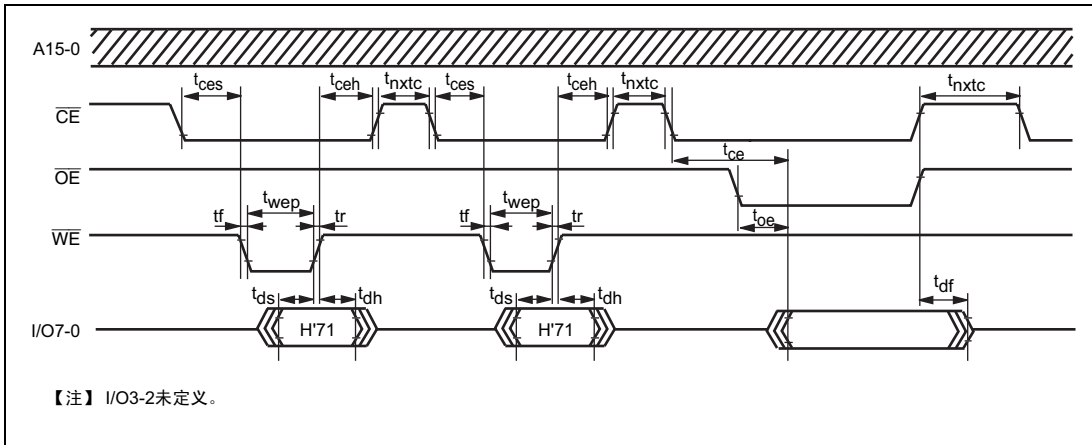 A15-0
tces tceh tnxtc tces tceh tnxtc tnxtc
CE
tce
OE
twep twep toe
tf tr tf tr
WE
tds tdh tds tdh tdf
I/O7-0 H'71 H'71
【注】 I/O3-2未定义。